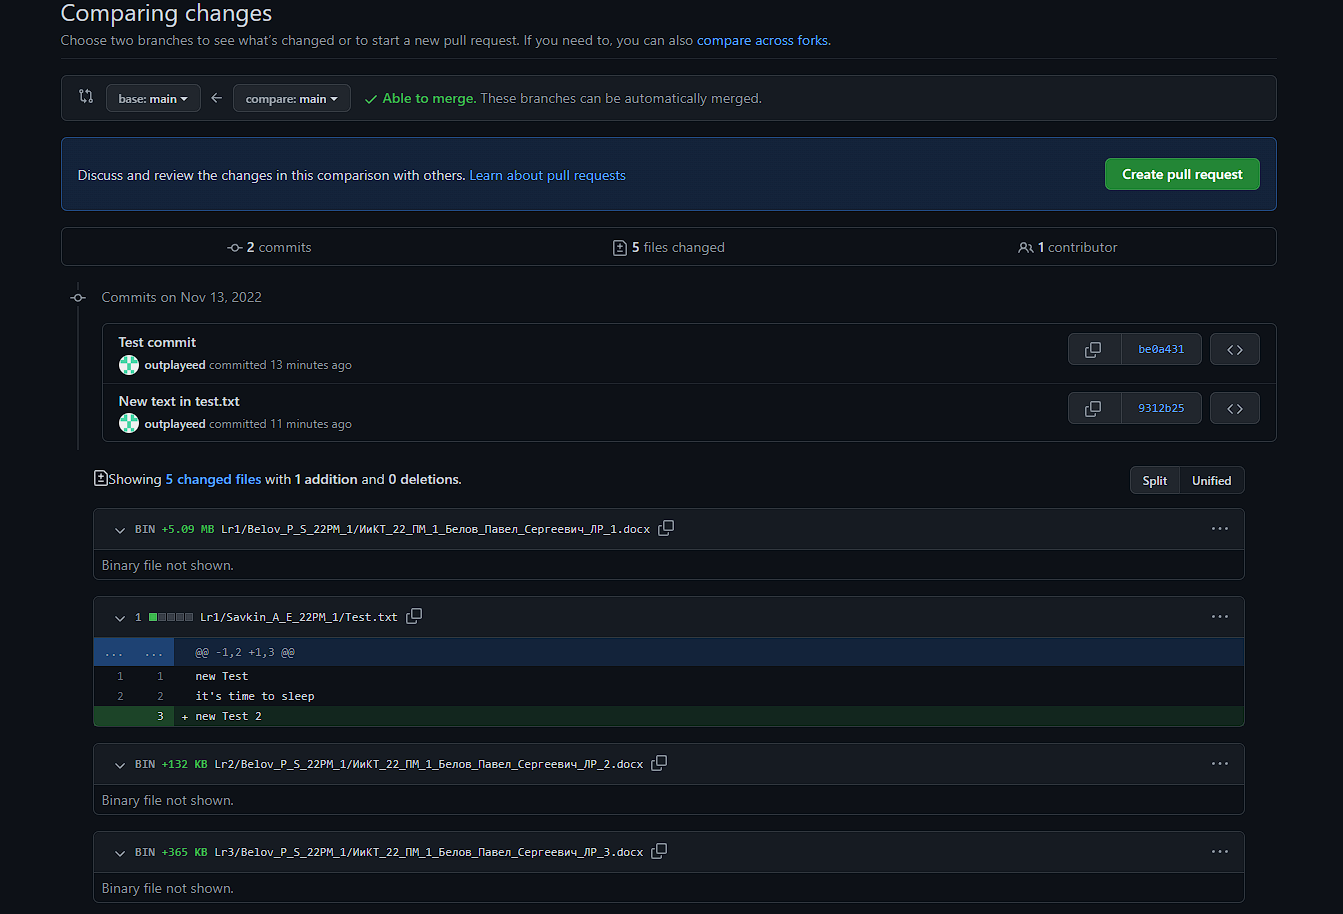 Comparing changes
Choose two branches to see what's changed or to start a new pull request. If you need to, you can also compare across forks.
base: main compare: main Able to merge. These branches can be automatically merged.
Discuss and review the changes in this comparison with others. Learn about pull requests
Create pull request
2 commits 5 files changed 1 contributor
Commits on Nov 13, 2022
Test commit
outplayeed committed 13 minutes ago
be0a431
New text in test.txt
outplayeed committed 11 minutes ago
9312b25
Showing 5 changed files with 1 addition and 0 deletions.
Split Unified
BIN +5.09 MB Lr1/Belov_P_S_22PM_1/ИиКТ_22_ПМ_1_Белов_Павел_Сергеевич_ЛР_1.docx
Binary file not shown.
1 Lr1/Savkin_A_E_22PM_1/Test.txt
... ... @@ -1,2 +1,3 @@
1 1 new Test
2 2 it's time to sleep
3 + new Test 2
BIN +132 KB Lr2/Belov_P_S_22PM_1/ИиКТ_22_ПМ_1_Белов_Павел_Сергеевич_ЛР_2.docx
Binary file not shown.
BIN +365 KB Lr3/Belov_P_S_22PM_1/ИиКТ_22_ПМ_1_Белов_Павел_Сергеевич_ЛР_3.docx
Binary file not shown.